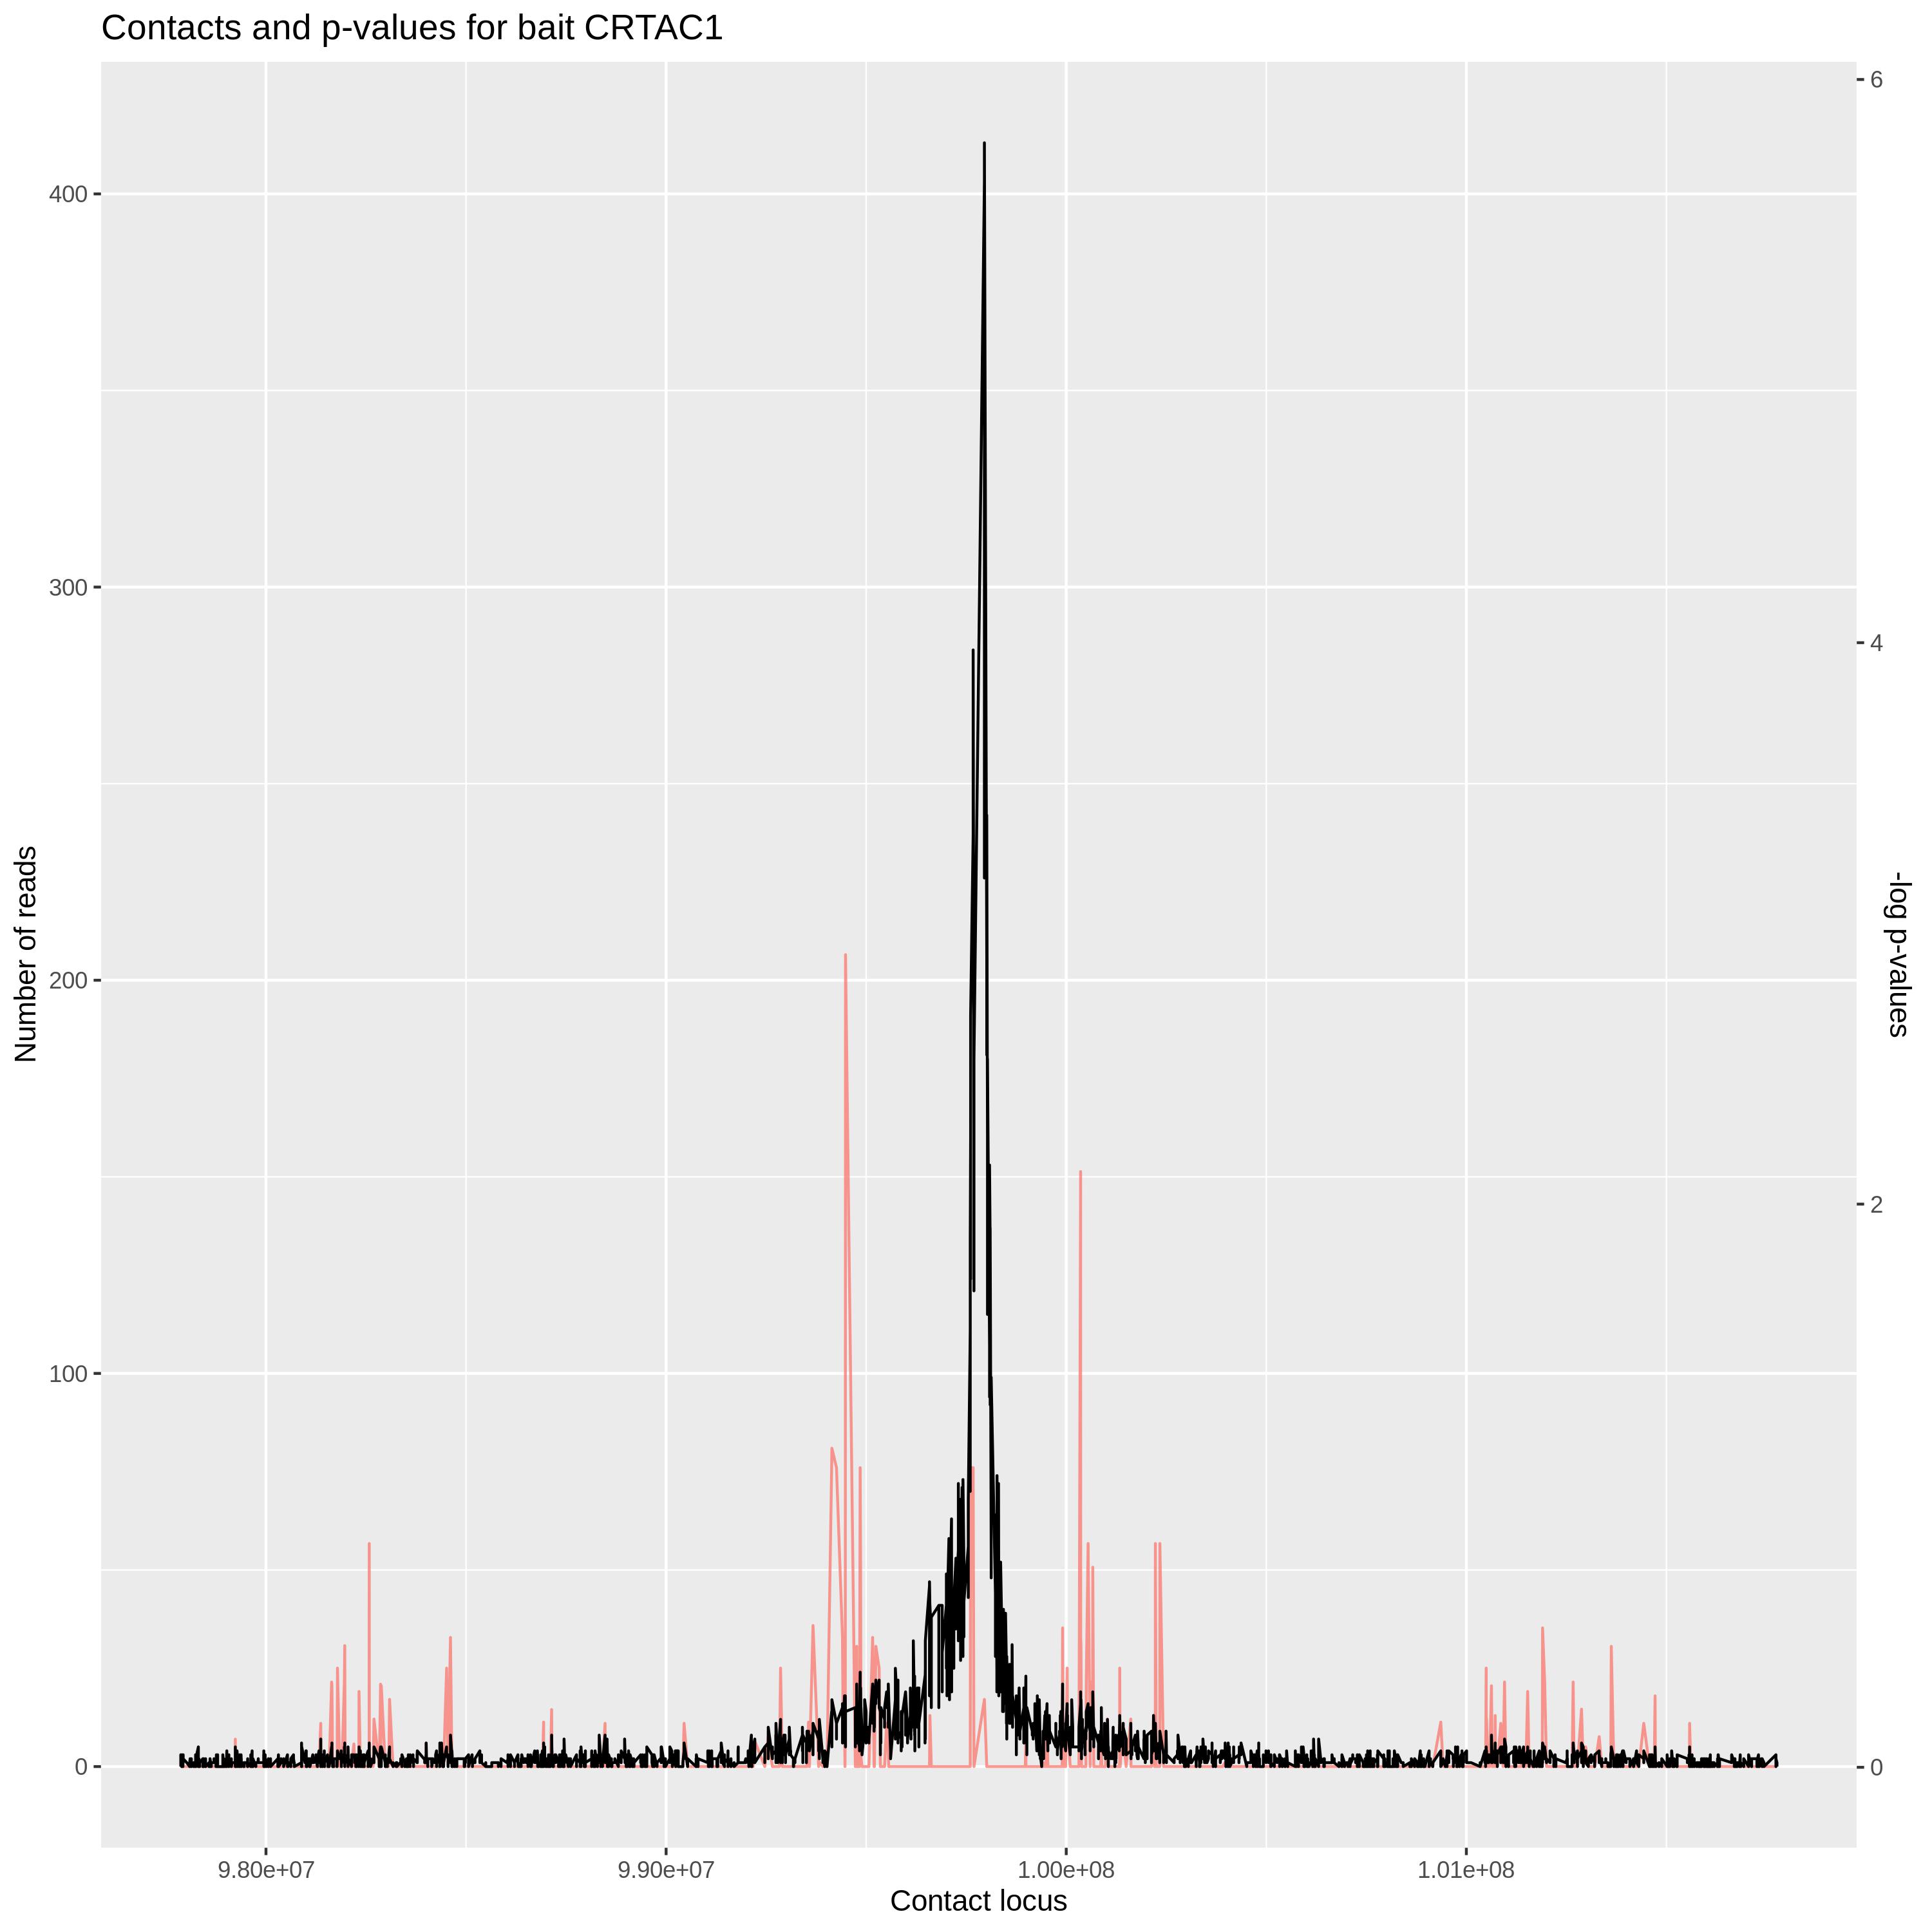 Contacts and p-values for bait CRTAC1
Number of reads
400
300
200
100
0
6
4
2
0
-log p-values
9.80e+07
9.90e+07
1.00e+08
1.01e+08
Contact locus